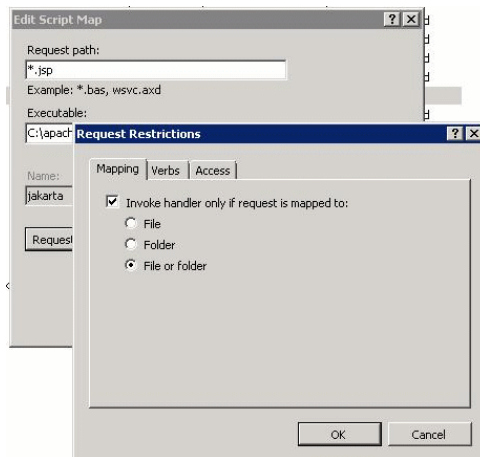 Edit Script Map
Request path:
*.jsp
Example: *.bas, wsvc.axd
Executable:
C:\apach
Name:
jakarta
Request
Request Restrictions
Mapping Verbs Access
Invoke handler only if request is mapped to:
File
Folder
File or folder
OK Cancel